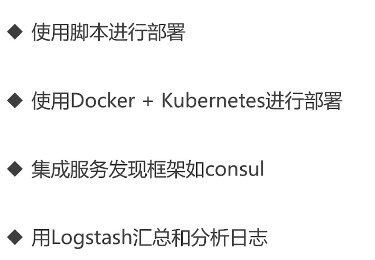 ◆ 使用脚本进行部署
◆ 使用Docker + Kubernetes进行部署
◆ 集成服务发现框架如consul
◆ 用Logstash汇总和分析日志